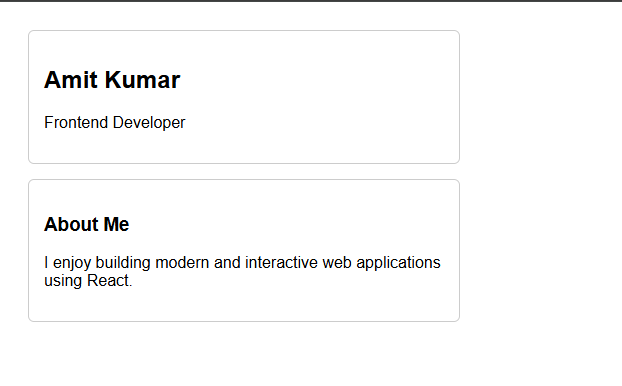 Amit Kumar
Frontend Developer
About Me
I enjoy building modern and interactive web applications
using React.